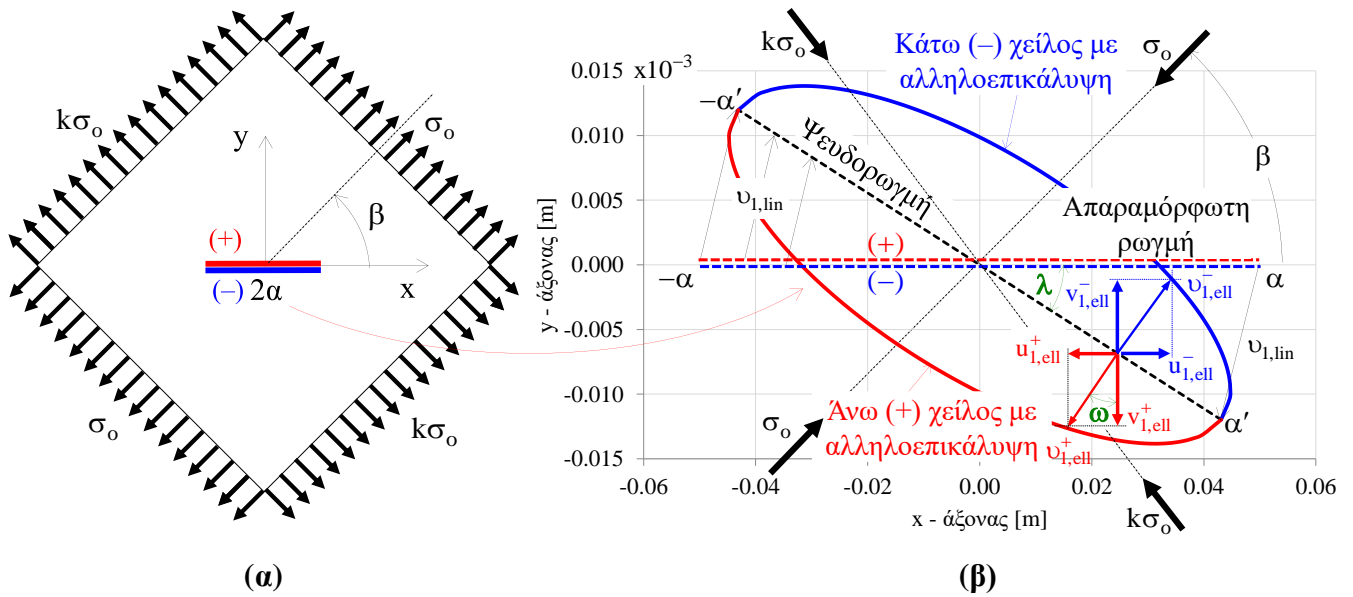 kσₒ
σₒ
y
β
(+)
(–)
2α
x
σₒ
kσₒ
(α)
x10⁻³
kσₒ
Κάτω (–) χείλος με
αλληλοεπικάλυψη
σₒ
0.015
−α′
0.010
Ψευδορωγμή
β
0.005
υ₁,lin
Απαραμόρφωτη
ρωγμή
(+)
0.000
−α
(–)
λ
α
v⁻₁,ell
υ⁻₁,ell
y - άξονας [m]
-0.005
u⁺₁,ell
u⁻₁,ell
υ₁,lin
-0.010
Άνω (+) χείλος με
αλληλοεπικάλυψη
υ⁺₁,ell
ω
v⁺₁,ell
α′
σₒ
-0.015
-0.06
-0.04
-0.02
0.00
0.02
0.04
0.06
x - άξονας [m]
kσₒ
(β)